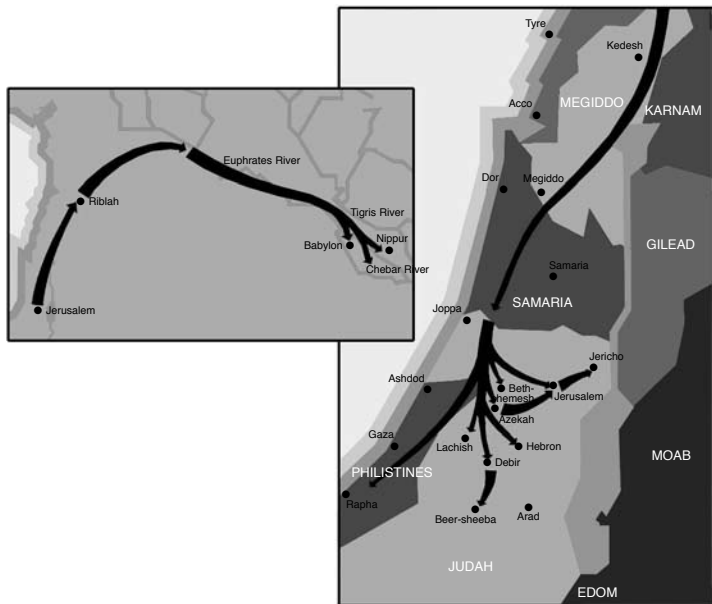 Euphrates River
Riblah
Tigris River
Nippur
Babylon
Chebar River
Jerusalem
Tyre
Kedesh
MEGIDDO
KARNAM
Acco
Dor
Megiddo
GILEAD
Samaria
SAMARIA
Joppa
Jericho
Ashdod
Beth-
shemesh
Jerusalem
Azekah
Gaza
Lachish
Hebron
MOAB
Debir
PHILISTINES
Rapha
Beer-sheeba
Arad
JUDAH
EDOM